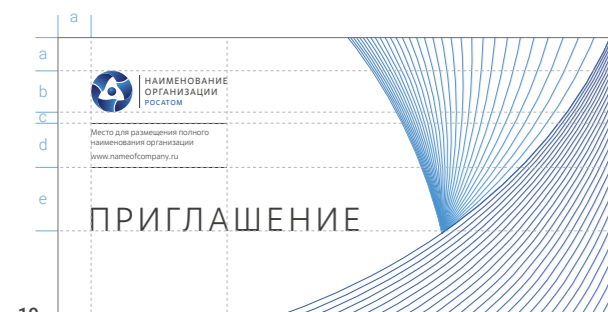 a
a
b
c
d
e
НАИМЕНОВАНИЕ
ОРГАНИЗАЦИИ
РОСАТОМ
Место для размещения полного
наименования организации
www.nameofcompany.ru
ПРИГЛАШЕНИЕ